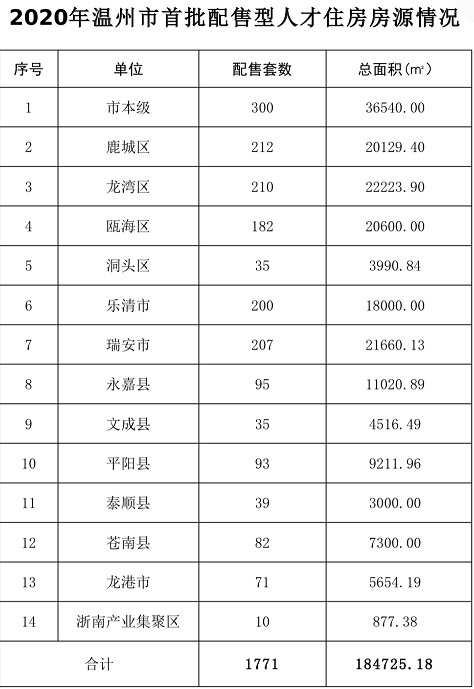 2020年温州市首批配售型人才住房房源情况
序号 单位 配售套数 总面积(㎡)
1 市本级 300 36540.00
2 鹿城区 212 20129.40
3 龙湾区 210 22223.90
4 瓯海区 182 20600.00
5 洞头区 35 3990.84
6 乐清市 200 18000.00
7 瑞安市 207 21660.13
8 永嘉县 95 11020.89
9 文成县 35 4516.49
10 平阳县 93 9211.96
11 泰顺县 39 3000.00
12 苍南县 82 7300.00
13 龙港市 71 5654.19
14 浙南产业集聚区 10 877.38
合计 1771 184725.18